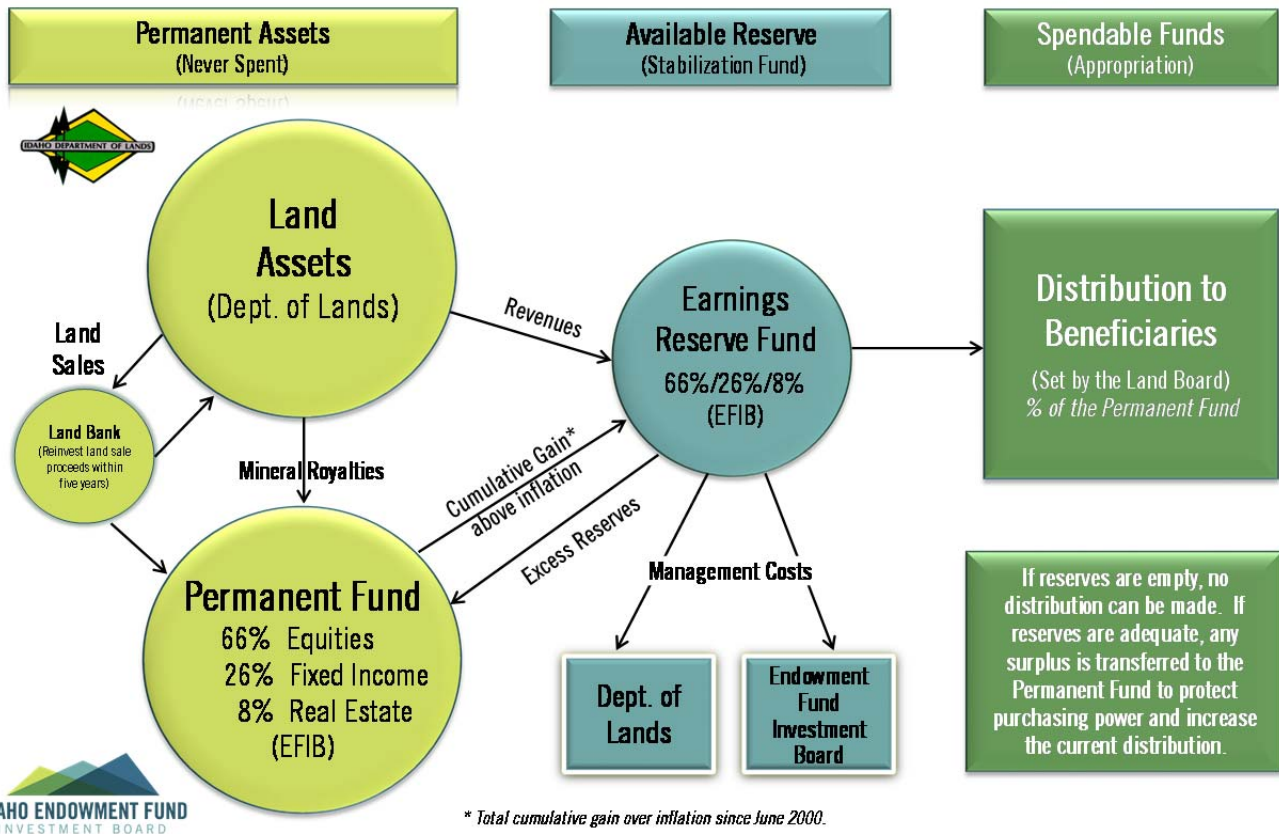 Permanent Assets
(Never Spent)
Available Reserve
(Stabilization Fund)
Spendable Funds
(Appropriation)
IDAHO DEPARTMENT OF LANDS
Land
Assets
(Dept. of Lands)
Land
Sales
Land Bank
(Reinvest land sale
proceeds within
five years)
Revenues
Mineral Royalties
Earnings
Reserve Fund
66%/26%/8%
(EFIB)
Distribution to
Beneficiaries
(Set by the Land Board)
% of the Permanent Fund
Cumulative Gain*
above inflation
Excess Reserves
Permanent Fund
66% Equities
26% Fixed Income
8% Real Estate
(EFIB)
Management Costs
Dept. of
Lands
Endowment
Fund
Investment
Board
If reserves are empty, no
distribution can be made. If
reserves are adequate, any
surplus is transferred to the
Permanent Fund to protect
purchasing power and increase
the current distribution.
AHO ENDOWMENT FUND
INVESTMENT BOARD
* Total cumulative gain over inflation since June 2000.